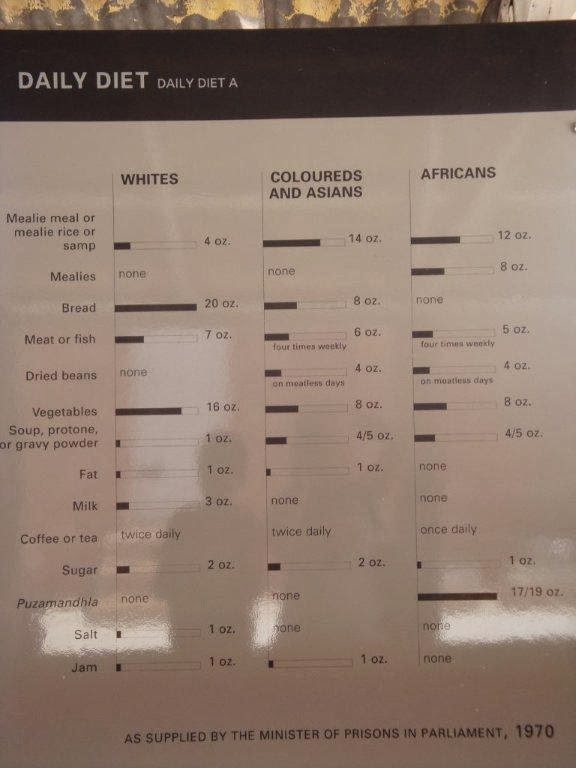 DAILY DIET DAILY DIET A
WHITES COLOUREDS AND ASIANS AFRICANS
Mealie meal or
mealie rice or
samp 4 oz. 14 oz. 12 oz.
Mealies none none 8 oz.
Bread 20 oz. 8 oz. none
Meat or fish 7 oz. 6 oz. 5 oz.
four times weekly four times weekly
Dried beans none 4 oz. 4 oz.
on meatless days on meatless days
Vegetables 16 oz. 8 oz. 8 oz.
Soup, protone,
or gravy powder 1 oz. 4/5 oz. 4/5 oz.
Fat 1 oz. 1 oz. none
Milk 3 oz. none none
Coffee or tea twice daily twice daily once daily
Sugar 2 oz. 2 oz. 1 oz.
Puzamandhla none none 17/19 oz.
Salt 1 oz. none none
Jam 1 oz. 1 oz. none
AS SUPPLIED BY THE MINISTER OF PRISONS IN PARLIAMENT, 1970